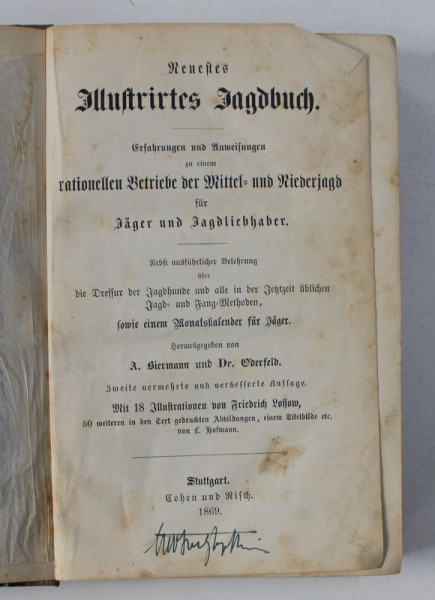 Neuestes
Illustrirtes Jagdbuch.
Erfahrungen und Anweisungen
zu einem
rationellen Betriebe der Mittel- und Niederjagd
für
Jäger und Jagdliebhaber.
Nebst ausführlicher Belehrung
über
die Dressur der Jagdhunde und alle in der Jetztzeit üblichen
Jagd- und Fang-Methoden,
sowie einem Monatskalender für Jäger.
Herausgegeben von
A. Biermann und Dr. Oderfeld.
Zweite vermehrte und verbesserte Auflage.
Mit 18 Illustrationen von Friedrich Lossow,
50 weiteren in den Text gedruckten Abbildungen, einem Titelbilde etc.
von L. Hofmann.
Stuttgart.
Cohen und Risch.
1869.